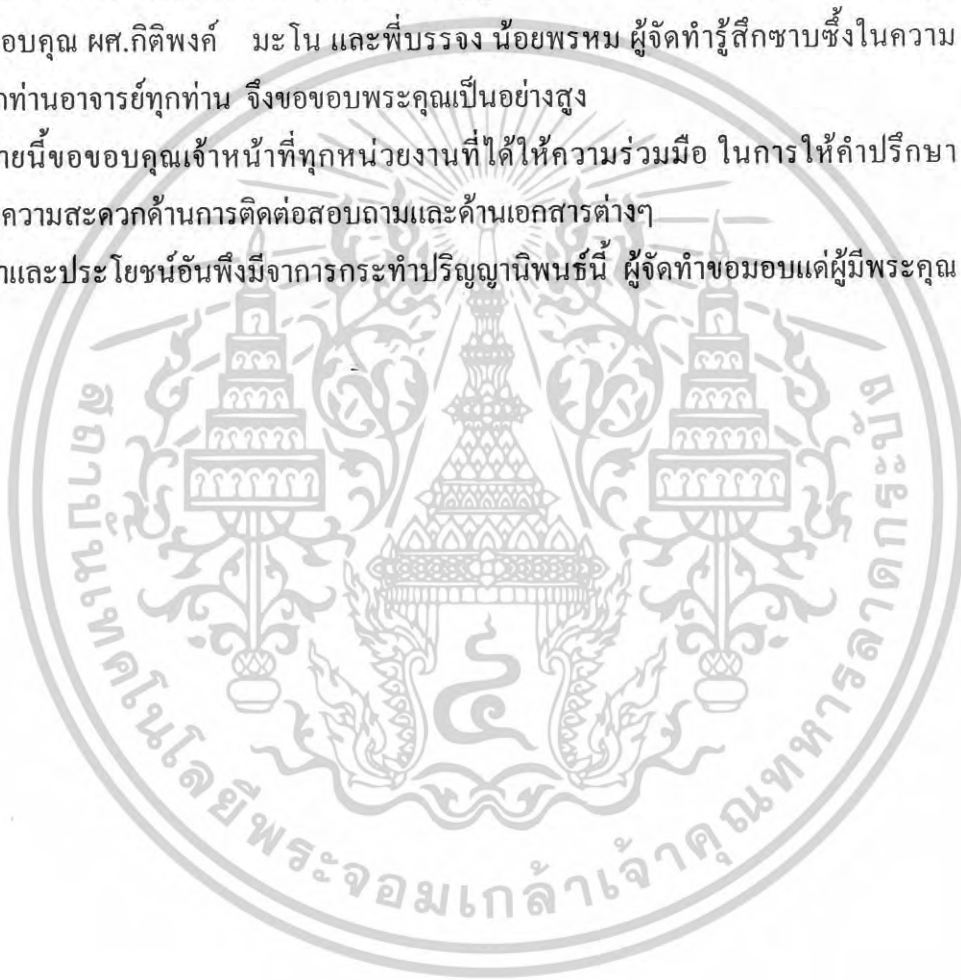 อบคุณ ผศ.กิติพงค์ มะโน และพี่บรรจง น้อยพรหม ผู้จัดทำรู้สึกซาบซึ้งในความ
ท่านอาจารย์ทุกท่าน จึงขอขอบพระคุณเป็นอย่างสูง
ายนี้ขอขอบคุณเจ้าหน้าที่ทุกหน่วยงานที่ได้ให้ความร่วมมือ ในการให้คำปรึกษา
ความสะดวกด้านการติดต่อสอบถามและด้านเอกสารต่างๆ
และประโยชน์อันพึงมีจาการกระทำปริญญานิพนธ์นี้ ผู้จัดทำขอมอบแด่ผู้มีพระคุณ
สถาบันเทคโนโลยีพระจอมเกล้าเจ้าคุณทหารลาดกระบัง
๔